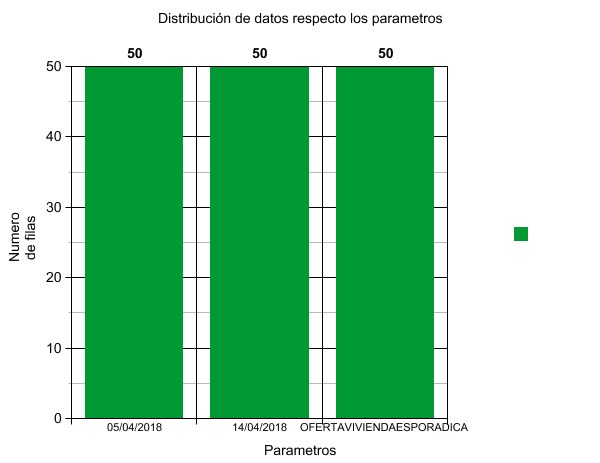 Distribución de datos respecto los parametros
50 50 50
50
40
30
20
10
0
Numero
de filas
05/04/2018 14/04/2018 OFERTAVIVIENDAESPORADICA
Parametros